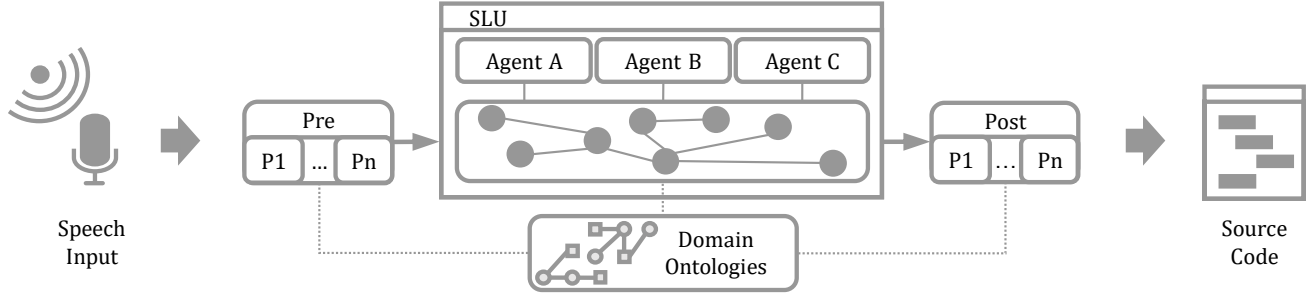 SLU
Agent A
Agent B
Agent C
Pre
P1
...
Pn
Post
P1
...
Pn
Speech
Input
Domain
Ontologies
Source
Code